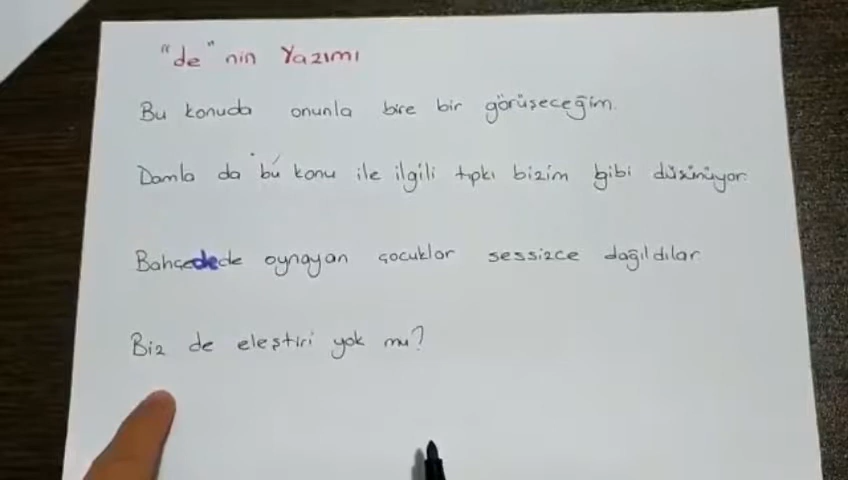 "de" nin Yazımı
Bu konuda onunla bire bir görüşeceğim.
Damla da bu konu ile ilgili tıpkı bizim gibi düşünüyor.
Bahçedede oynayan çocuklar sessizce dağıldılar
Biz de eleştiri yok mu?